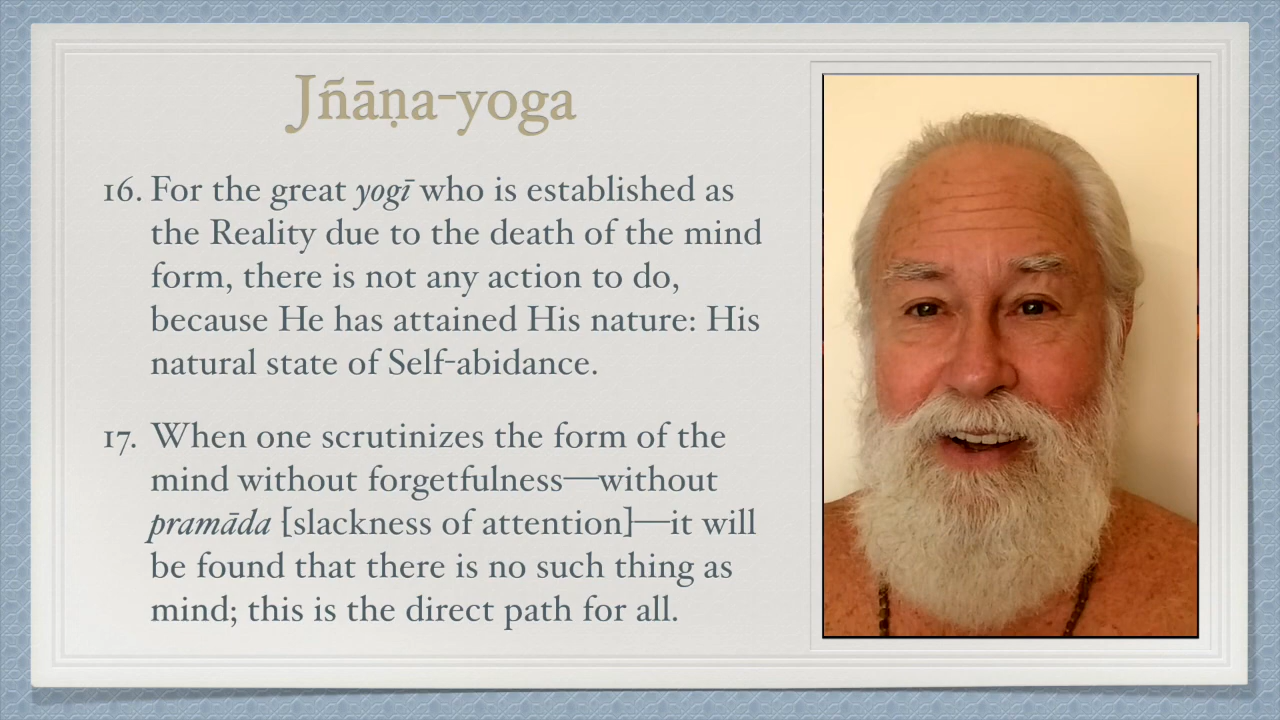 Jñāṇa-yoga
16. For the great yogī who is established as
the Reality due to the death of the mind
form, there is not any action to do,
because He has attained His nature: His
natural state of Self-abidance.
17. When one scrutinizes the form of the
mind without forgetfulness—without
pramāda [slackness of attention]—it will
be found that there is no such thing as
mind; this is the direct path for all.